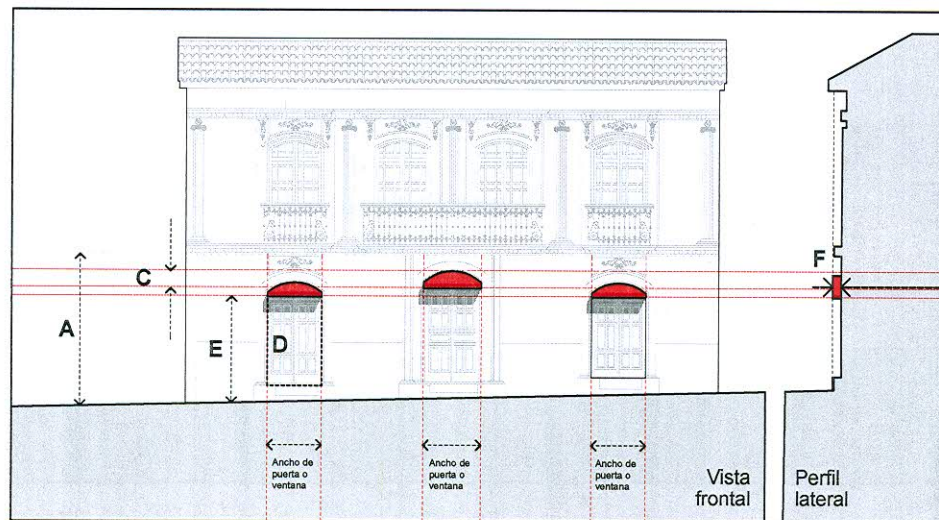 C
A
E
D
F
Ancho de
puerta o
ventana
Ancho de
puerta o
ventana
Ancho de
puerta o
ventana
Vista
frontal
Perfil
lateral